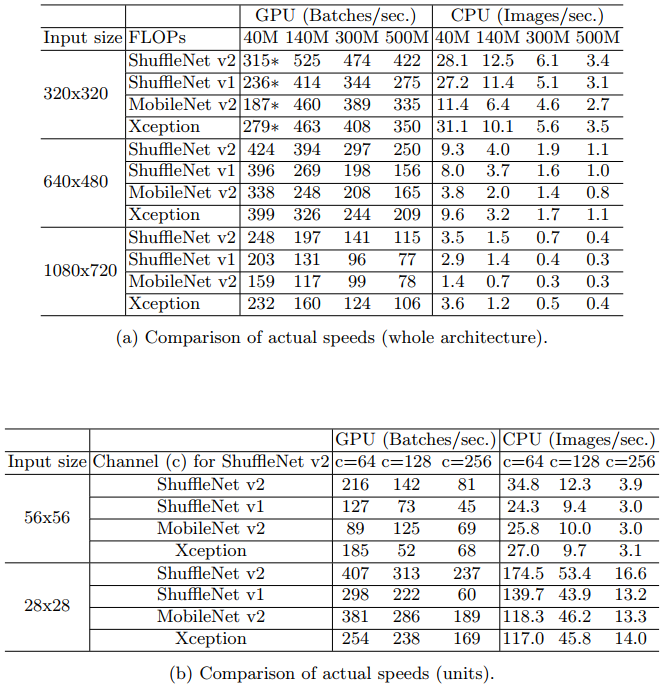 GPU (Batches/sec.) CPU (Images/sec.)
Input size FLOPs 40M 140M 300M 500M 40M 140M 300M 500M
320x320
ShuffleNet v2 315* 525 474 422 28.1 12.5 6.1 3.4
ShuffleNet v1 236* 414 344 275 27.2 11.4 5.1 3.1
MobileNet v2 187* 460 389 335 11.4 6.4 4.6 2.7
Xception 279* 463 408 350 31.1 10.1 5.6 3.5
640x480
ShuffleNet v2 424 394 297 250 9.3 4.0 1.9 1.1
ShuffleNet v1 396 269 198 156 8.0 3.7 1.6 1.0
MobileNet v2 338 248 208 165 3.8 2.0 1.4 0.8
Xception 399 326 244 209 9.6 3.2 1.7 1.1
1080x720
ShuffleNet v2 248 197 141 115 3.5 1.5 0.7 0.4
ShuffleNet v1 203 131 96 77 2.9 1.4 0.4 0.3
MobileNet v2 159 117 99 78 1.4 0.7 0.3 0.3
Xception 232 160 124 106 3.6 1.2 0.5 0.4
(a) Comparison of actual speeds (whole architecture).
GPU (Batches/sec.) CPU (Images/sec.)
Input size Channel (c) for ShuffleNet v2 c=64 c=128 c=256 c=64 c=128 c=256
56x56
ShuffleNet v2 216 142 81 34.8 12.3 3.9
ShuffleNet v1 127 73 45 24.3 9.4 3.0
MobileNet v2 89 125 69 25.8 10.0 3.0
Xception 185 52 68 27.0 9.7 3.1
28x28
ShuffleNet v2 407 313 237 174.5 53.4 16.6
ShuffleNet v1 298 222 60 139.7 43.9 13.2
MobileNet v2 381 286 189 118.3 46.2 13.3
Xception 254 238 169 117.0 45.8 14.0
(b) Comparison of actual speeds (units).